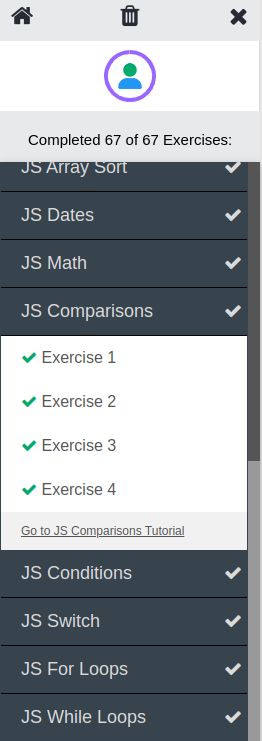 Completed 67 of 67 Exercises:
JS Array Sort
JS Dates
JS Math
JS Comparisons
Exercise 1
Exercise 2
Exercise 3
Exercise 4
Go to JS Comparisons Tutorial
JS Conditions
JS Switch
JS For Loops
JS While Loops